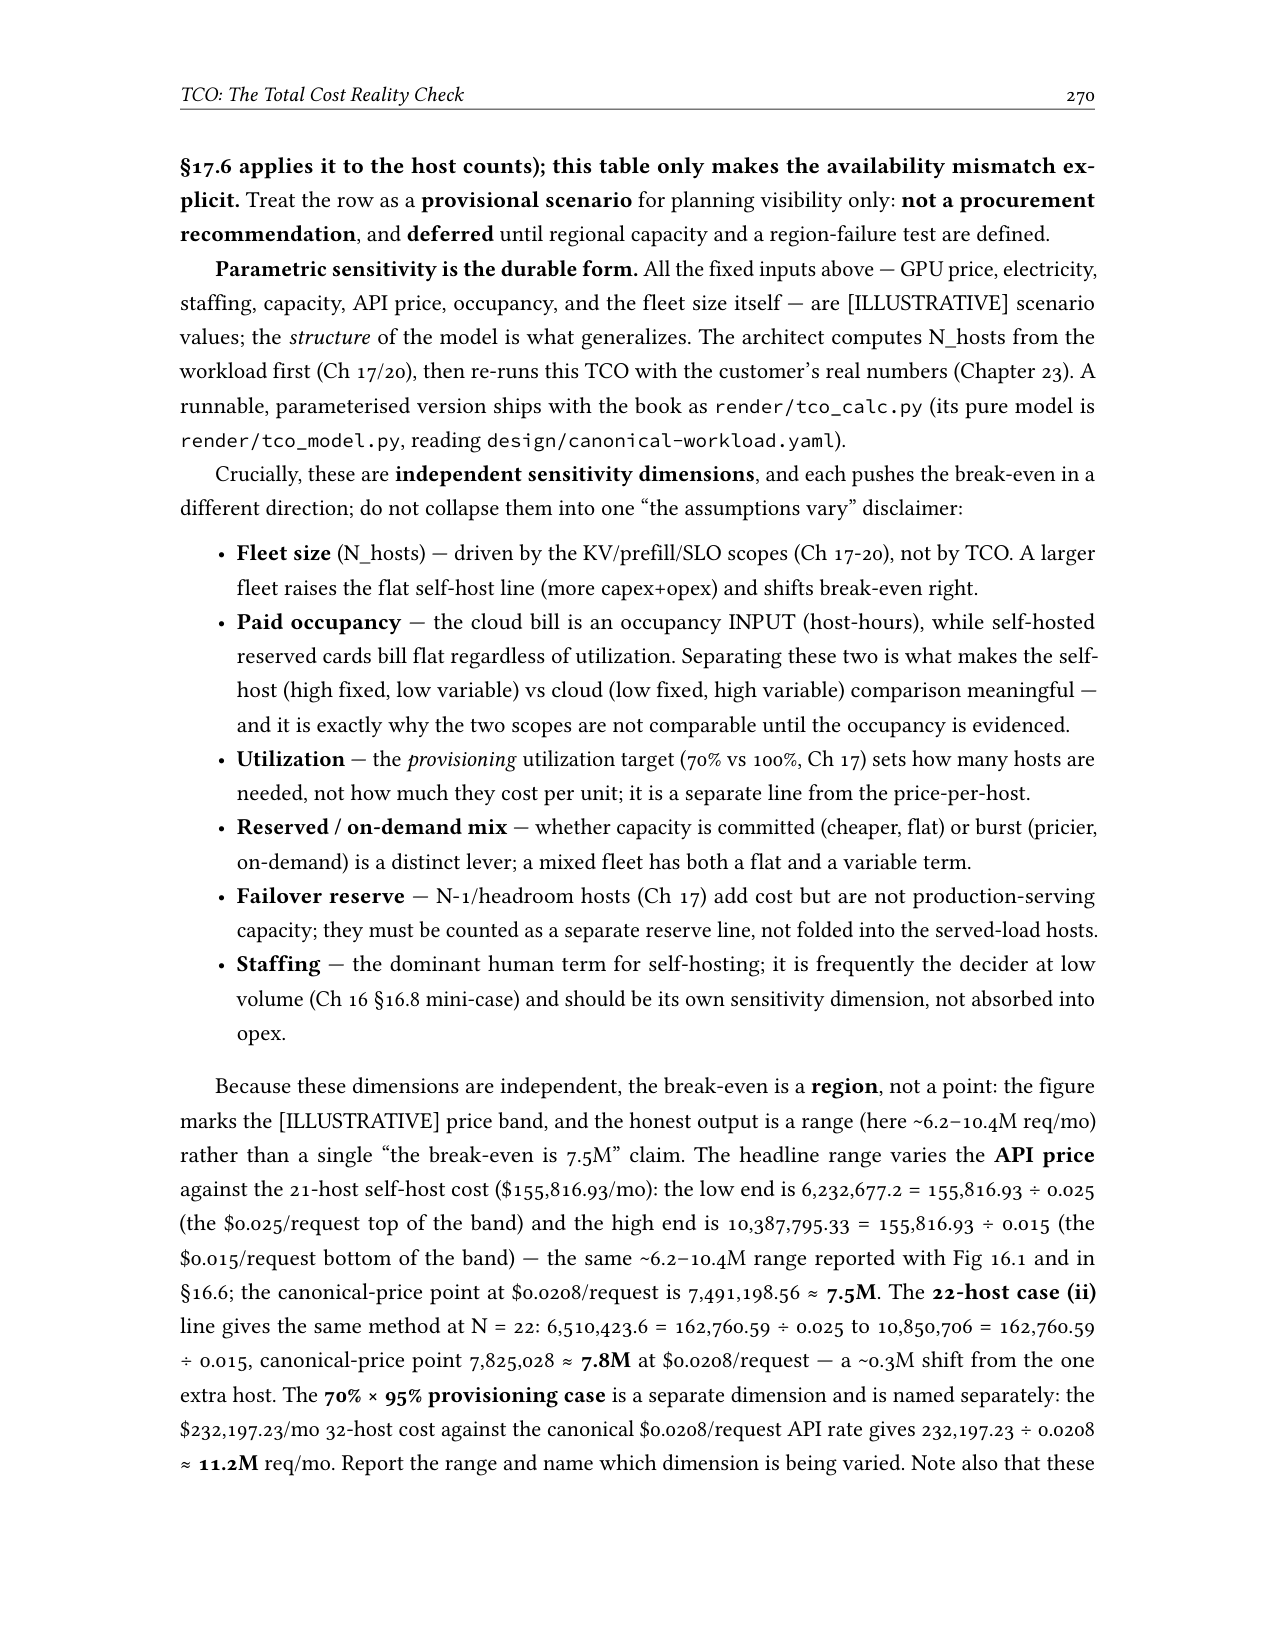 TCO: The Total Cost Reality Check 270
§17.6 applies it to the host counts); this table only makes the availability mismatch ex-
plicit. Treat the row as a provisional scenario for planning visibility only: not a procurement
recommendation, and deferred until regional capacity and a region-failure test are defined.
Parametric sensitivity is the durable form. All the fixed inputs above — GPU price, electricity,
staffing, capacity, API price, occupancy, and the fleet size itself — are [ILLUSTRATIVE] scenario
values; the structure of the model is what generalizes. The architect computes N_hosts from the
workload first (Ch 17/20), then re-runs this TCO with the customer’s real numbers (Chapter 23). A
runnable, parameterised version ships with the book as render/tco_calc.py (its pure model is
render/tco_model.py, reading design/canonical-workload.yaml).
Crucially, these are independent sensitivity dimensions, and each pushes the break-even in a
different direction; do not collapse them into one “the assumptions vary” disclaimer:
• Fleet size (N_hosts) — driven by the KV/prefill/SLO scopes (Ch 17-20), not by TCO. A larger
fleet raises the flat self-host line (more capex+opex) and shifts break-even right.
• Paid occupancy — the cloud bill is an occupancy INPUT (host-hours), while self-hosted
reserved cards bill flat regardless of utilization. Separating these two is what makes the self-
host (high fixed, low variable) vs cloud (low fixed, high variable) comparison meaningful —
and it is exactly why the two scopes are not comparable until the occupancy is evidenced.
• Utilization — the provisioning utilization target (70% vs 100%, Ch 17) sets how many hosts are
needed, not how much they cost per unit; it is a separate line from the price-per-host.
• Reserved / on-demand mix — whether capacity is committed (cheaper, flat) or burst (pricier,
on-demand) is a distinct lever; a mixed fleet has both a flat and a variable term.
• Failover reserve — N-1/headroom hosts (Ch 17) add cost but are not production-serving
capacity; they must be counted as a separate reserve line, not folded into the served-load hosts.
• Staffing — the dominant human term for self-hosting; it is frequently the decider at low
volume (Ch 16 §16.8 mini-case) and should be its own sensitivity dimension, not absorbed into
opex.
Because these dimensions are independent, the break-even is a region, not a point: the figure
marks the [ILLUSTRATIVE] price band, and the honest output is a range (here ~6.2–10.4M req/mo)
rather than a single “the break-even is 7.5M” claim. The headline range varies the API price
against the 21-host self-host cost ($155,816.93/mo): the low end is 6,232,677.2 = 155,816.93 ÷ 0.025
(the $0.025/request top of the band) and the high end is 10,387,795.33 = 155,816.93 ÷ 0.015 (the
$0.015/request bottom of the band) — the same ~6.2–10.4M range reported with Fig 16.1 and in
§16.6; the canonical-price point at $0.0208/request is 7,491,198.56 ≈ 7.5M. The 22-host case (ii)
line gives the same method at N = 22: 6,510,423.6 = 162,760.59 ÷ 0.025 to 10,850,706 = 162,760.59
÷ 0.015, canonical-price point 7,825,028 ≈ 7.8M at $0.0208/request — a ~0.3M shift from the one
extra host. The 70% × 95% provisioning case is a separate dimension and is named separately: the
$232,197.23/mo 32-host cost against the canonical $0.0208/request API rate gives 232,197.23 ÷ 0.0208
≈ 11.2M req/mo. Report the range and name which dimension is being varied. Note also that these